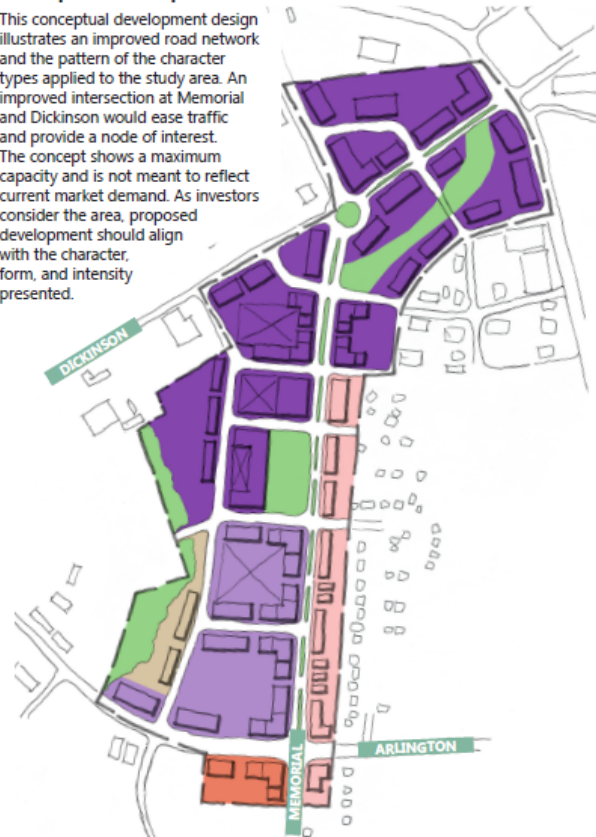 This conceptual development design
illustrates an improved road network
and the pattern of the character
types applied to the study area. An
improved intersection at Memorial
and Dickinson would ease traffic
and provide a node of interest.
The concept shows a maximum
capacity and is not meant to reflect
current market demand. As investors
consider the area, proposed
development should align
with the character,
form, and intensity
presented.
DICKINSON
ARLINGTON
MEMORIAL